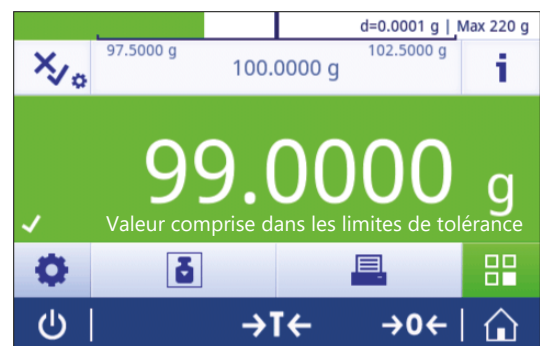 d=0.0001 g | Max 220 g
97.5000 g 102.5000 g
100.0000 g
i
99.0000 g
Valeur comprise dans les limites de tolérance
→T← →0←